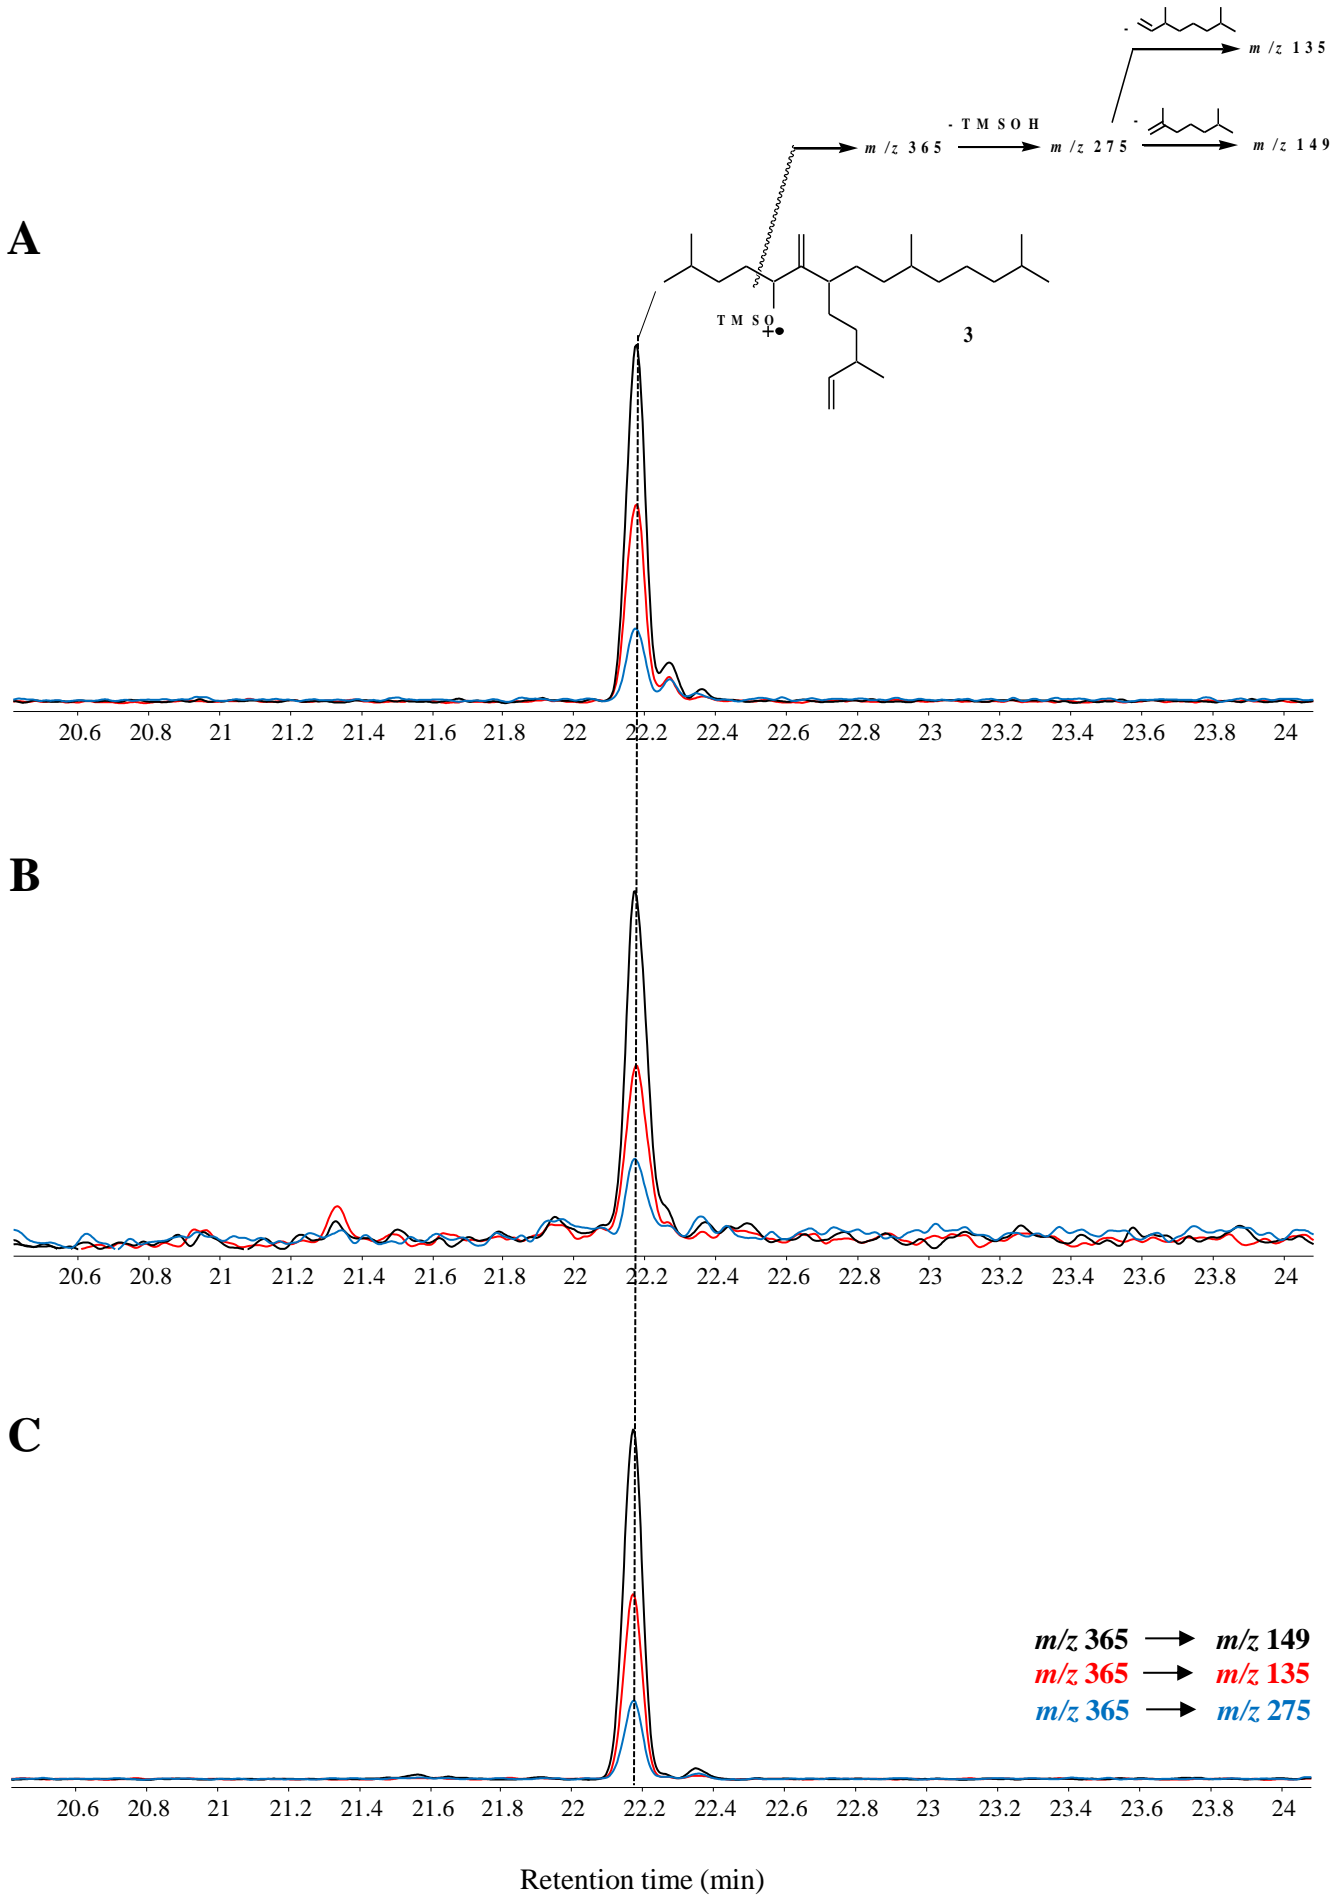 m/z 135
- TMSOH
m/z 365
m/z 275
m/z 149
A
TMSO
+•
3
20.6 20.8 21 21.2 21.4 21.6 21.8 22 22.2 22.4 22.6 22.8 23 23.2 23.4 23.6 23.8 24
B
20.6 20.8 21 21.2 21.4 21.6 21.8 22 22.2 22.4 22.6 22.8 23 23.2 23.4 23.6 23.8 24
C
m/z 365 → m/z 149
m/z 365 → m/z 135
m/z 365 → m/z 275
20.6 20.8 21 21.2 21.4 21.6 21.8 22 22.2 22.4 22.6 22.8 23 23.2 23.4 23.6 23.8 24
Retention time (min)